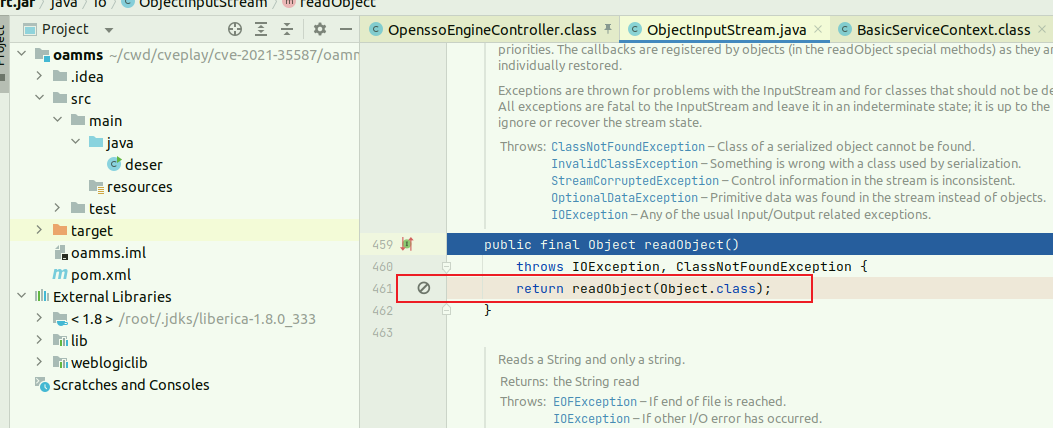 rt.jar / java / io / ObjectInputStream / readObject
Project
Project
oamms ~/cwd/cveplay/cve-2021-35587/oamm
.idea
src
main
java
deser
resources
test
target
oamms.iml
pom.xml
External Libraries
< 1.8 > /root/.jdks/liberica-1.8.0_333
lib
weblogiclib
Scratches and Consoles
OpenssoEngineController.class
ObjectInputStream.java
BasicServiceContext.class
priorities. The callbacks are registered by objects (in the readObject special methods) as they ar
individually restored.
Exceptions are thrown for problems with the InputStream and for classes that should not be de
All exceptions are fatal to the InputStream and leave it in an indeterminate state; it is up to the
ignore or recover the stream state.
Throws: ClassNotFoundException – Class of a serialized object cannot be found.
InvalidClassException – Something is wrong with a class used by serialization.
StreamCorruptedException – Control information in the stream is inconsistent.
OptionalDataException – Primitive data was found in the stream instead of objects.
IOException – Any of the usual Input/Output related exceptions.
459 public final Object readObject()
460 throws IOException, ClassNotFoundException {
461 return readObject(Object.class);
462 }
463
Reads a String and only a string.
Returns: the String read
Throws: EOFException – If end of file is reached.
IOException – If other I/O error has occurred.